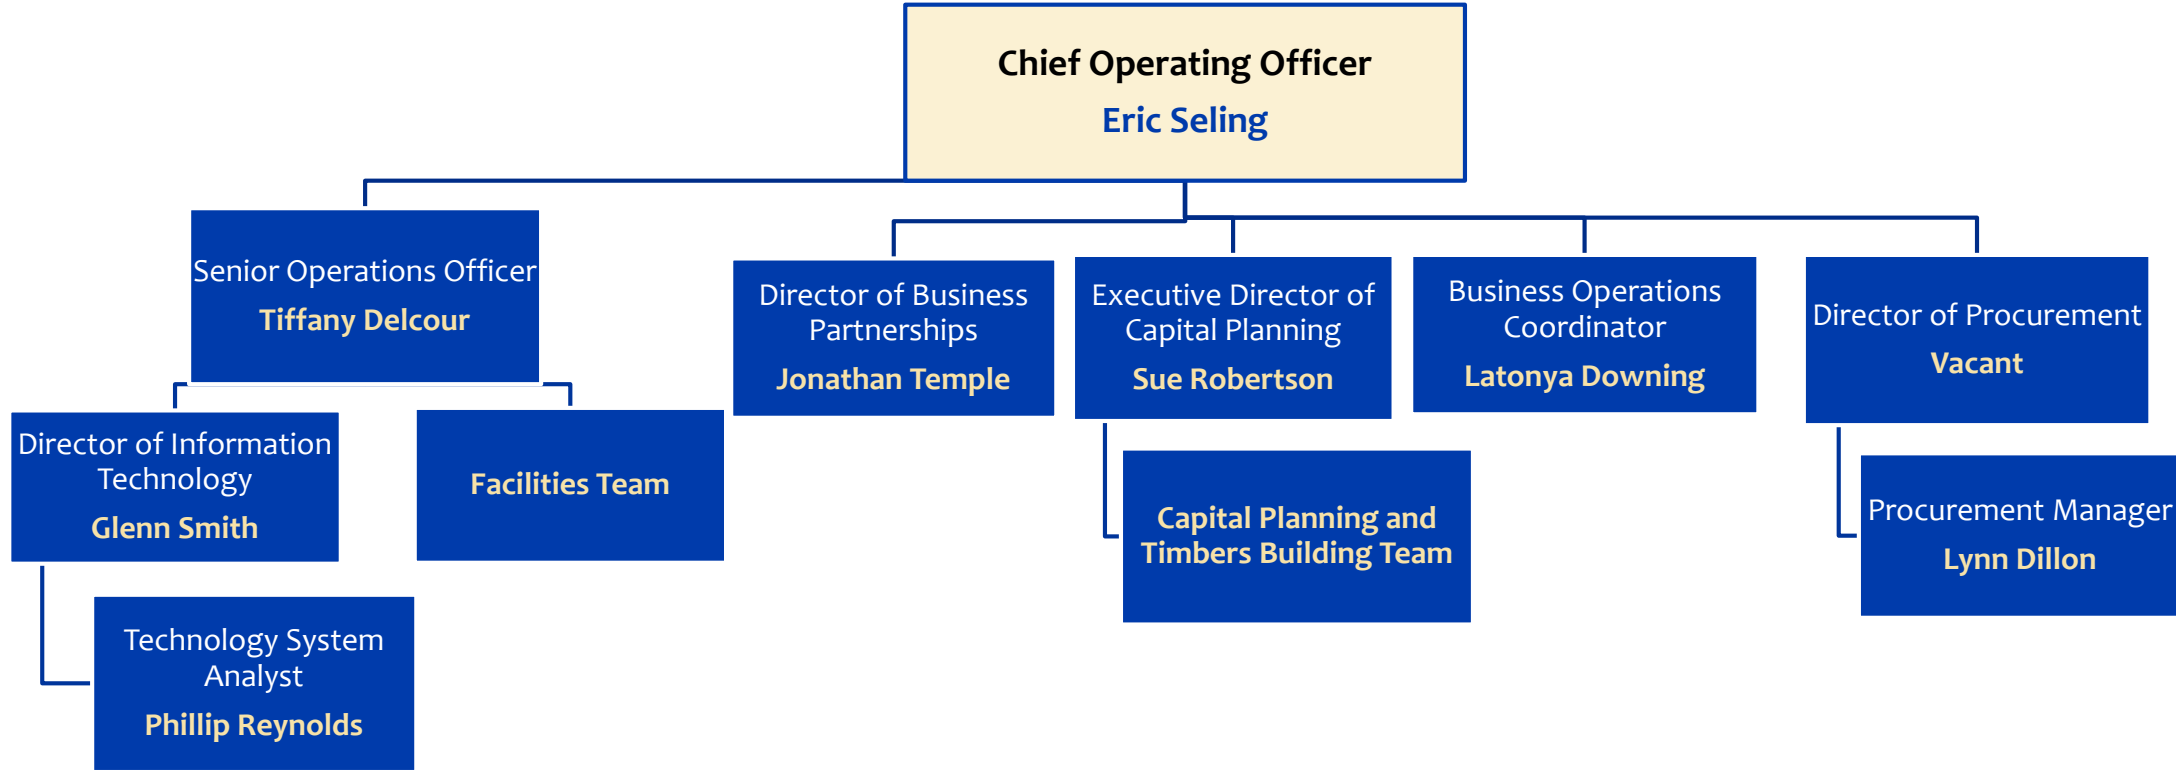 Chief Operating Officer
Eric Seling
Senior Operations Officer
Tiffany Delcour
Director of Business
Partnerships
Jonathan Temple
Executive Director of
Capital Planning
Sue Robertson
Business Operations
Coordinator
Latonya Downing
Director of Procurement
Vacant
Director of Information
Technology
Glenn Smith
Facilities Team
Capital Planning and
Timbers Building Team
Procurement Manager
Lynn Dillon
Technology System
Analyst
Phillip Reynolds